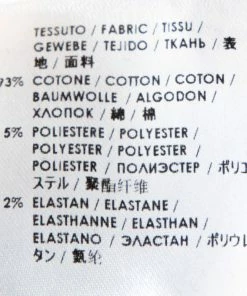 TESSUTO / FABRIC / TISSU /
GEWEBE / TEJIDO / ТКАНЬ / 表
地 / 面料
93% COTONE / COTTON / COTON /
BAUMWOLLE / ALGODON /
ХЛОПОК / 綿 / 棉
5% POLIESTERE / POLYESTER /
POLYESTER / POLYESTER /
POLIESTER / ПОЛИЭСТЕР / ポリエ
ステル / 聚酯纤维
2% ELASTAN / ELASTANE /
ELASTHANNE / ELASTHAN /
ELASTANO / ЭЛАСТАН / ポリウレ
タン / 氨纶